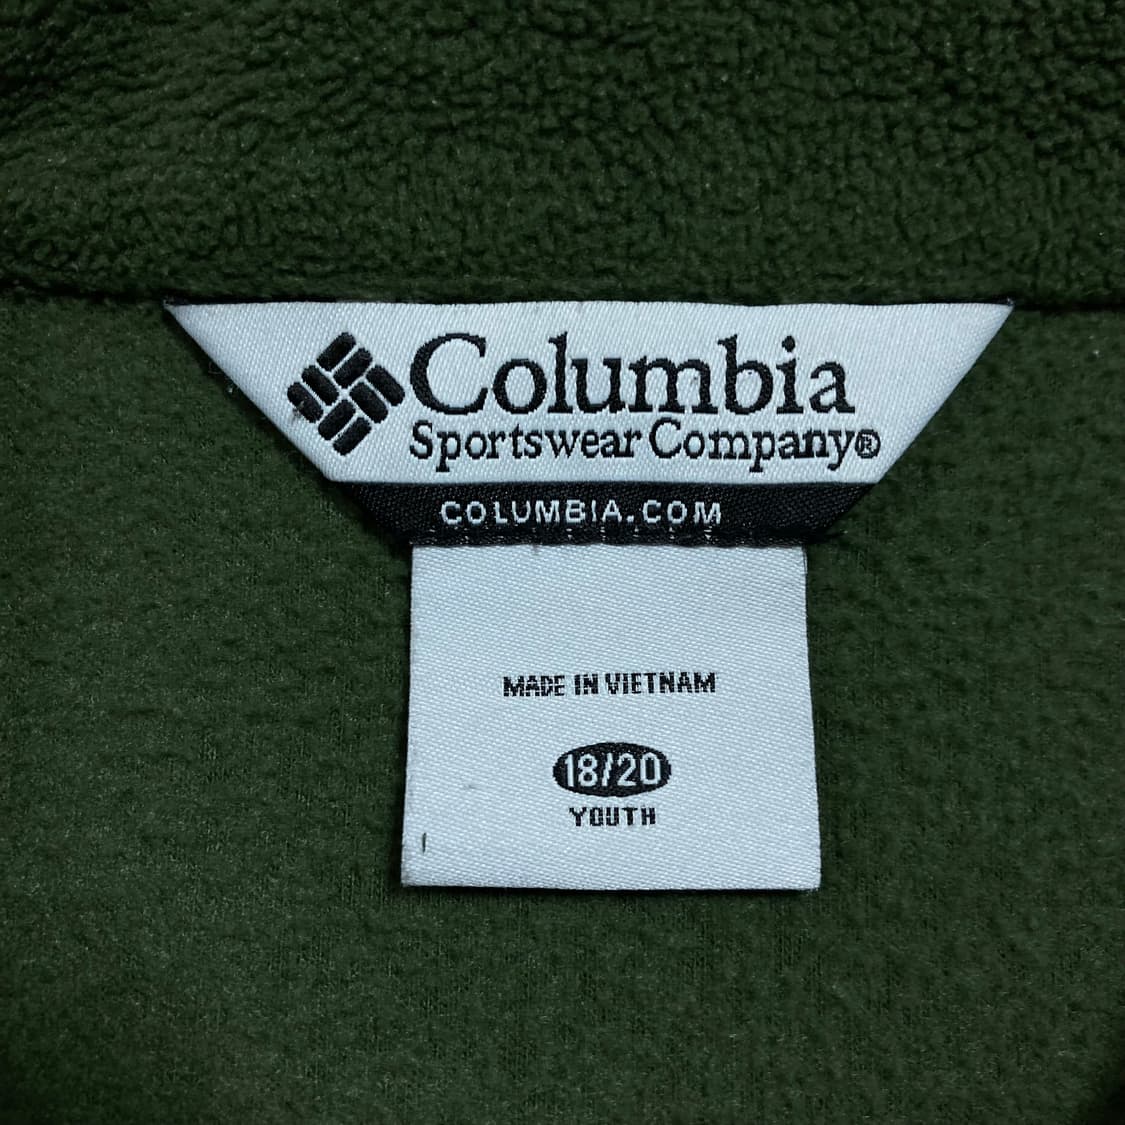 Columbia
Sportswear Company®
COLUMBIA.COM
MADE IN VIETNAM
18/20
YOUTH